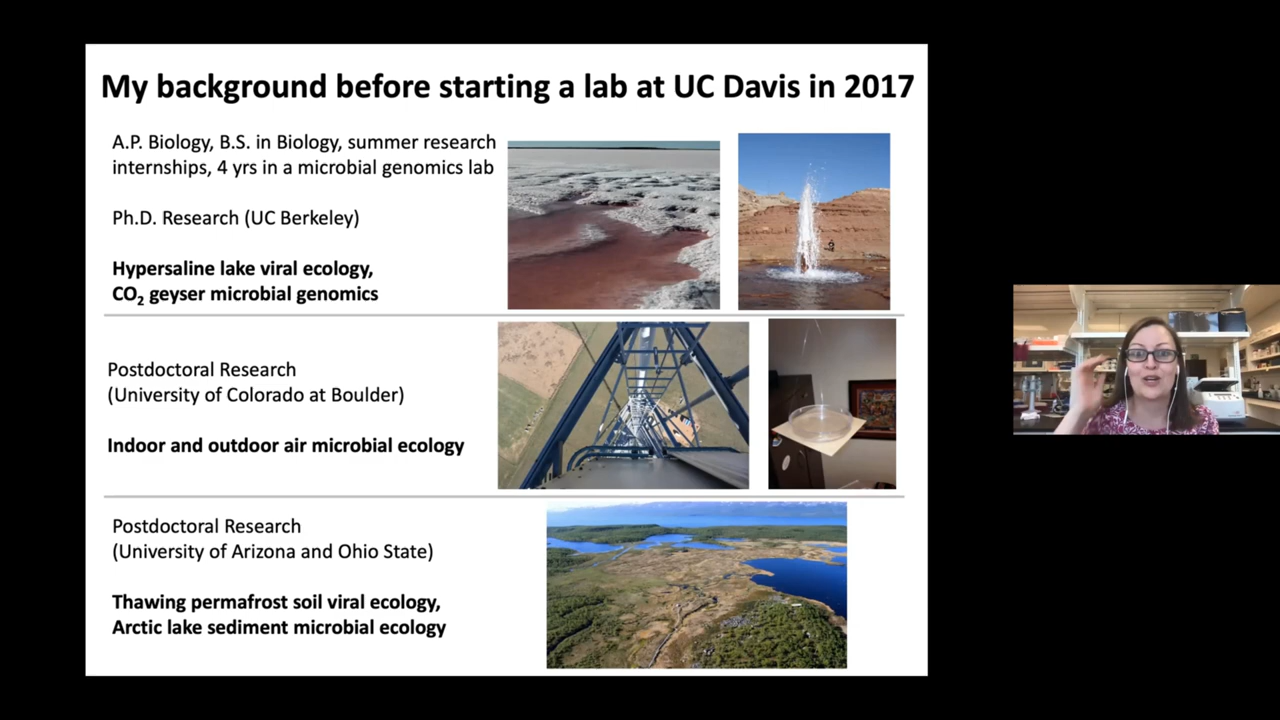 My background before starting a lab at UC Davis in 2017
A.P. Biology, B.S. in Biology, summer research
internships, 4 yrs in a microbial genomics lab
Ph.D. Research (UC Berkeley)
Hypersaline lake viral ecology,
CO₂ geyser microbial genomics
Postdoctoral Research
(University of Colorado at Boulder)
Indoor and outdoor air microbial ecology
Postdoctoral Research
(University of Arizona and Ohio State)
Thawing permafrost soil viral ecology,
Arctic lake sediment microbial ecology